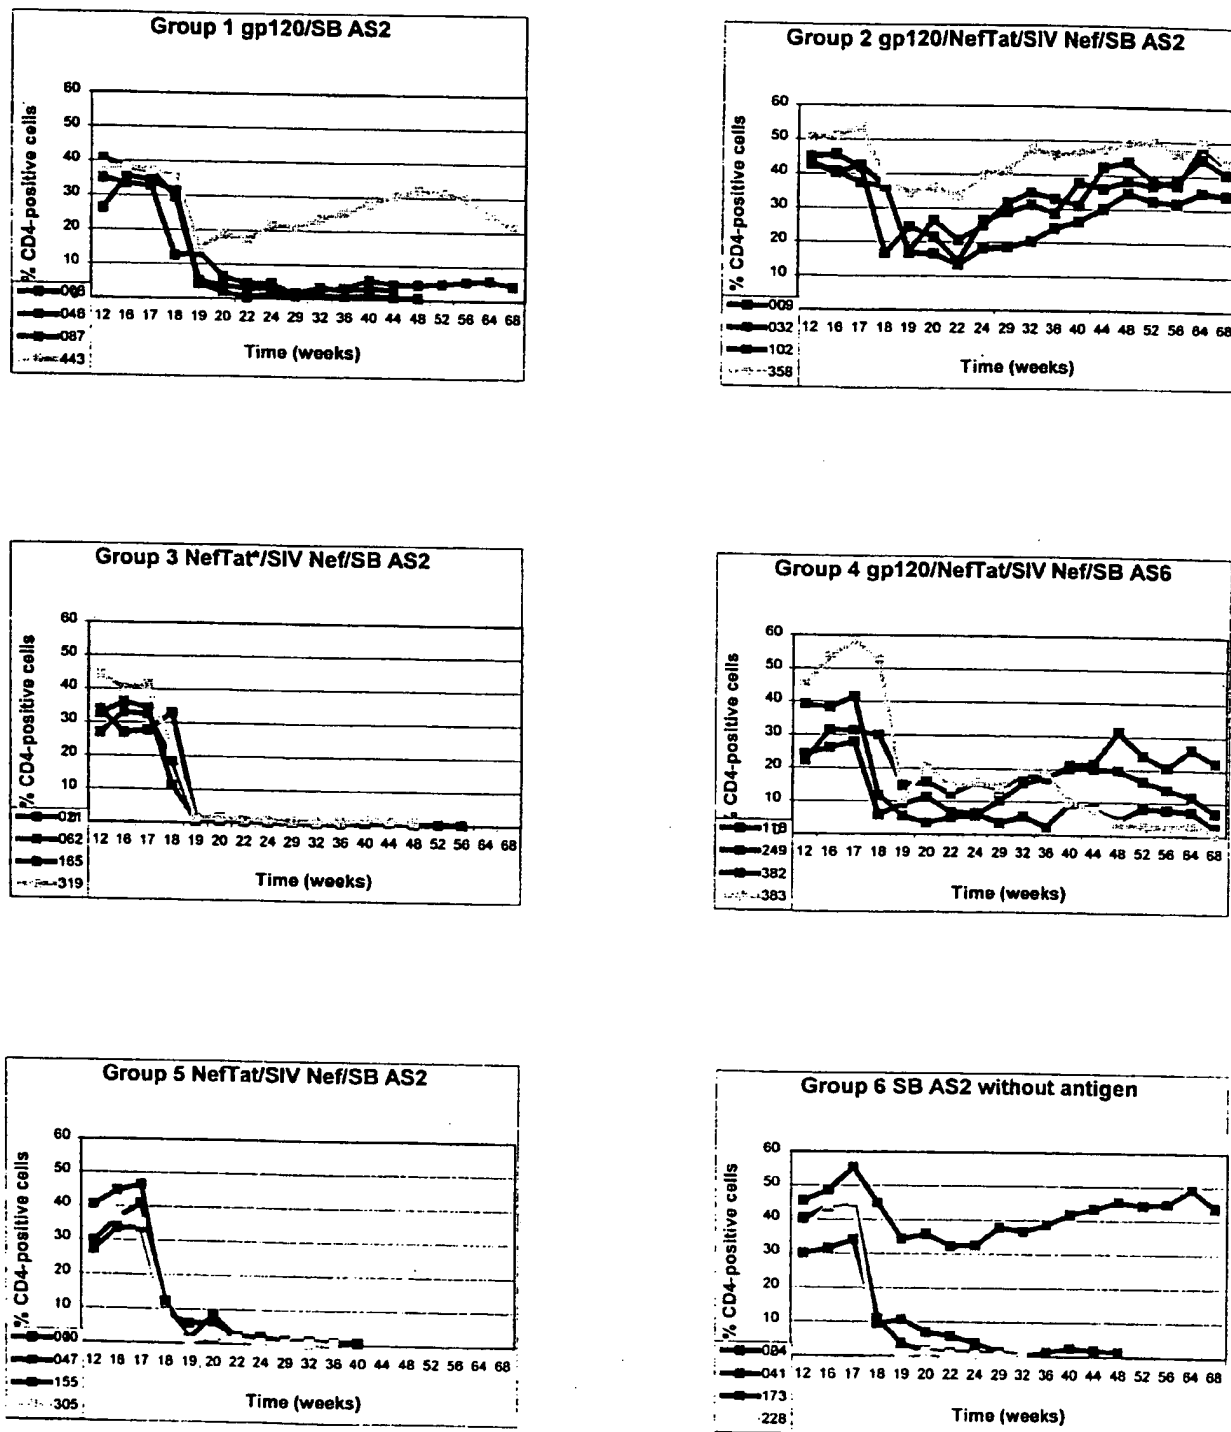 Group 1 gp120/SB AS2
% CD4-positive cells
60
50
40
30
20
10
12 16 17 18 19 20 22 24 29 32 36 40 44 48 52 56 64 68
048
087
443
Time (weeks)
Group 2 gp120/NefTat/SIV Nef/SB AS2
% CD4-positive cells
60
50
40
30
20
10
009
12 16 17 18 19 20 22 24 29 32 36 40 44 48 52 56 64 68
032
102
358
Time (weeks)
Group 3 NefTat*/SIV Nef/SB AS2
% CD4-positive cells
60
50
40
30
20
10
021
12 16 17 18 19 20 22 24 29 32 36 40 44 48 52 56 64 68
062
165
319
Time (weeks)
Group 4 gp120/NefTat/SIV Nef/SB AS6
% CD4-positive cells
60
50
40
30
20
10
12 16 17 18 19 20 22 24 29 32 36 40 44 48 52 56 64 68
249
382
383
Time (weeks)
Group 5 NefTat/SIV Nef/SB AS2
% CD4-positive cells
60
50
40
30
20
10
12 16 17 18 19 20 22 24 29 32 36 40 44 48 52 56 64 68
047
155
305
Time (weeks)
Group 6 SB AS2 without antigen
% CD4-positive cells
60
50
40
30
20
10
12 16 17 18 19 20 22 24 29 32 36 40 44 48 52 56 64 68
041
173
228
Time (weeks)